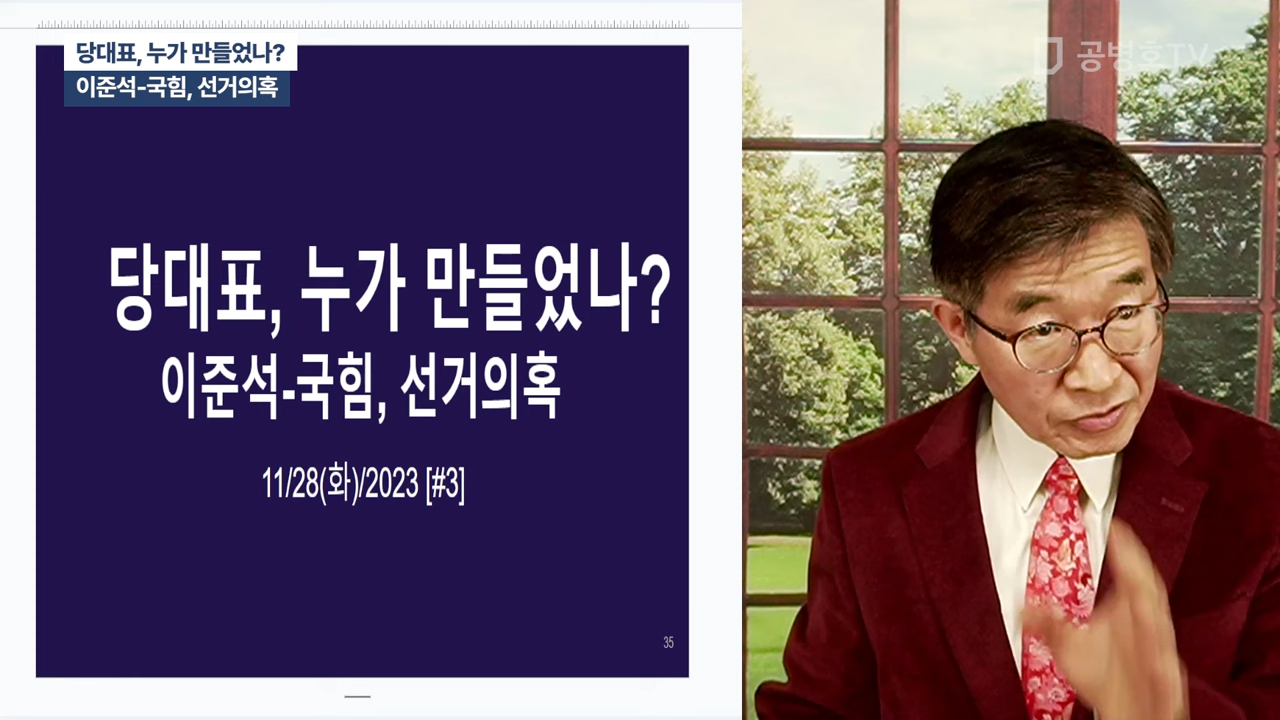 당대표, 누가 만들었나?
이준석-국힘, 선거의혹
공병호TV
당대표, 누가 만들었나?
이준석-국힘, 선거의혹
11/28(화)/2023 [#3]
35